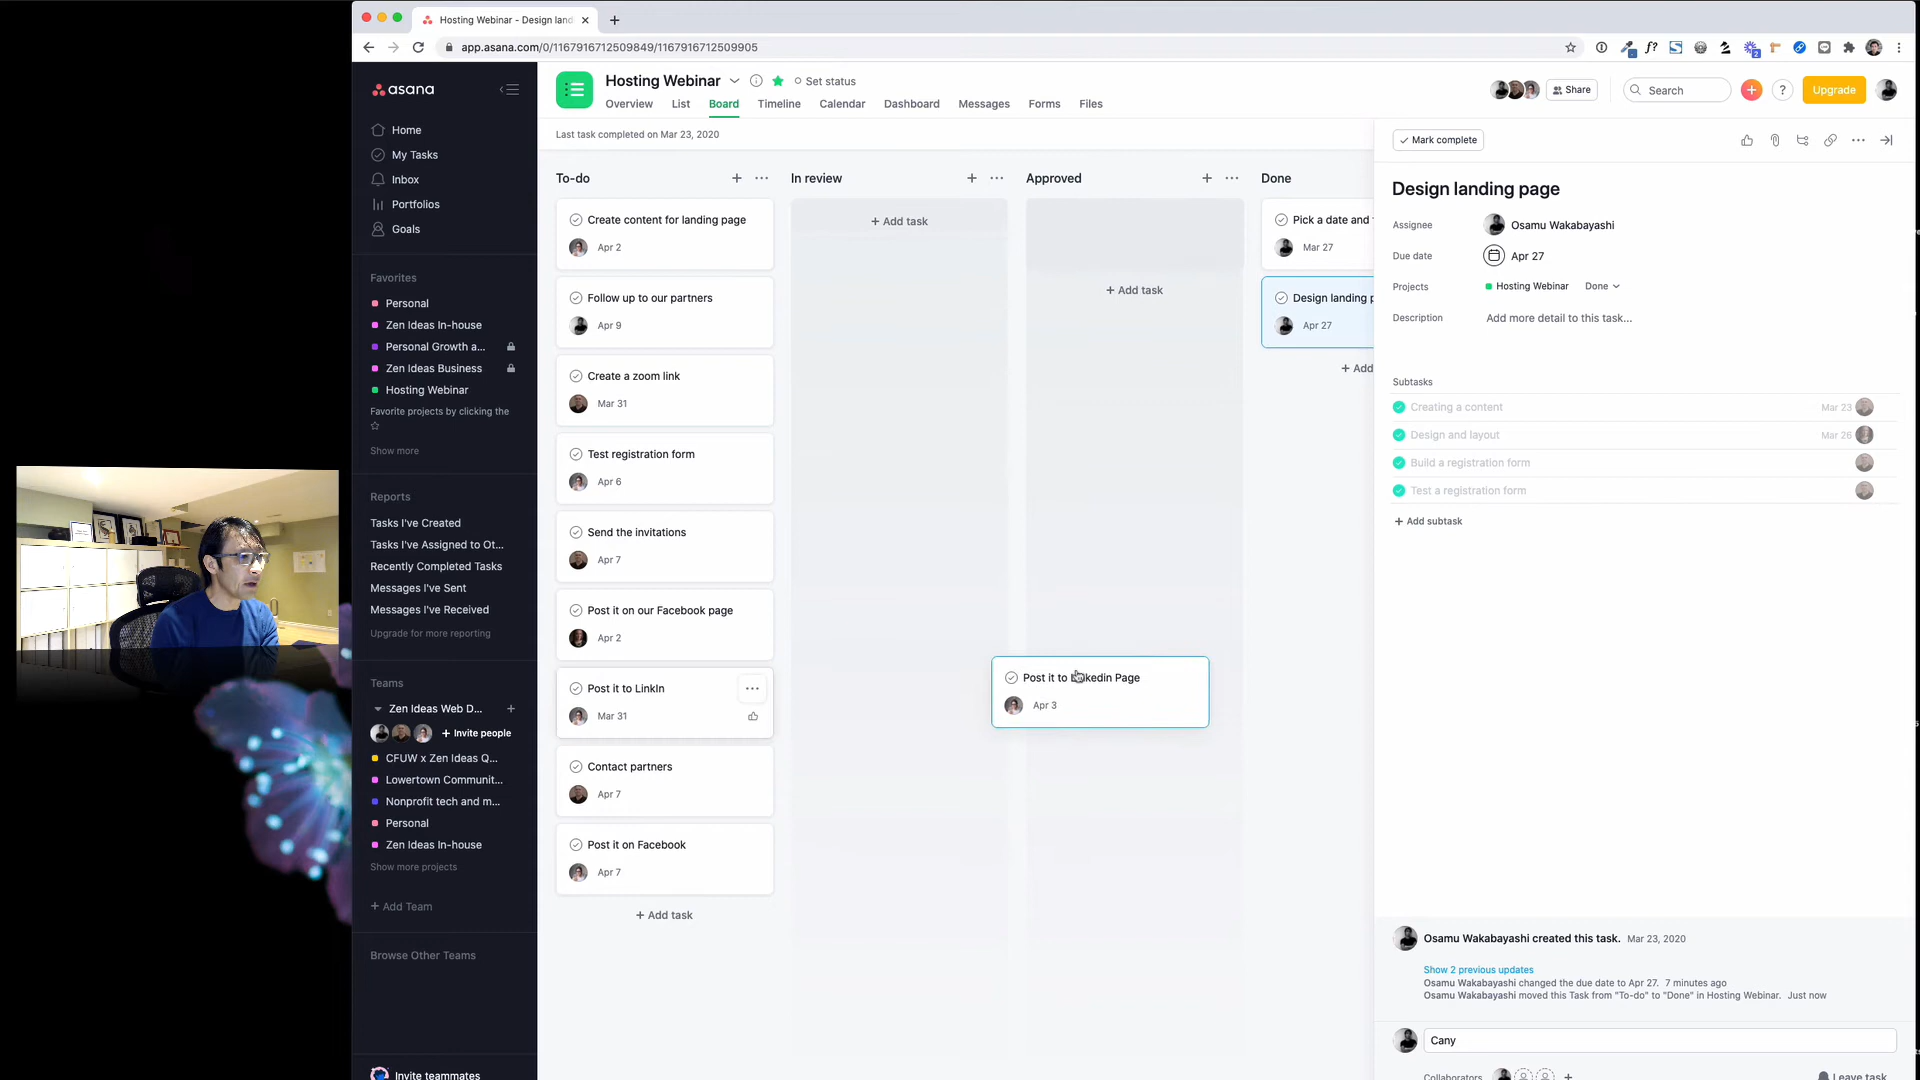 Hosting Webinar - Design land
app.asana.com/0/1167916712509849/1167916712509905
f?
2
asana
Home
My Tasks
Inbox
Portfolios
Goals
Favorites
Personal
Zen Ideas In-house
Personal Growth a...
Zen Ideas Business
Hosting Webinar
Favorite projects by clicking the
Show more
Reports
Tasks I've Created
Tasks I've Assigned to Ot...
Recently Completed Tasks
Messages I've Sent
Messages I've Received
Upgrade for more reporting
Teams
Zen Ideas Web D...
+ Invite people
CFUW x Zen Ideas Q...
Lowertown Communit...
Nonprofit tech and m...
Personal
Zen Ideas In-house
Show more projects
+ Add Team
Browse Other Teams
Invite teammates
Hosting Webinar
Set status
Overview
List
Board
Timeline
Calendar
Dashboard
Messages
Forms
Files
Share
Search
?
Upgrade
Last task completed on Mar 23, 2020
To-do
Create content for landing page
Apr 2
Follow up to our partners
Apr 9
Create a zoom link
Mar 31
Test registration form
Apr 6
Send the invitations
Apr 7
Post it on our Facebook page
Apr 2
Post it to LinkIn
Mar 31
Contact partners
Apr 7
Post it on Facebook
Apr 7
+ Add task
In review
+ Add task
Approved
+ Add task
Post it to Linkedin Page
Apr 3
Done
Pick a date and
Mar 27
Design landing p
Apr 27
+ Add
Mark complete
Design landing page
Assignee
Osamu Wakabayashi
Due date
Apr 27
Projects
Hosting Webinar
Done
Description
Add more detail to this task...
Subtasks
Creating a content
Mar 23
Design and layout
Mar 26
Build a registration form
Test a registration form
+ Add subtask
Osamu Wakabayashi created this task. Mar 23, 2020
Show 2 previous updates
Osamu Wakabayashi changed the due date to Apr 27. 7 minutes ago
Osamu Wakabayashi moved this Task from "To-do" to "Done" in Hosting Webinar. Just now
Cany
Collaborators
Leave task